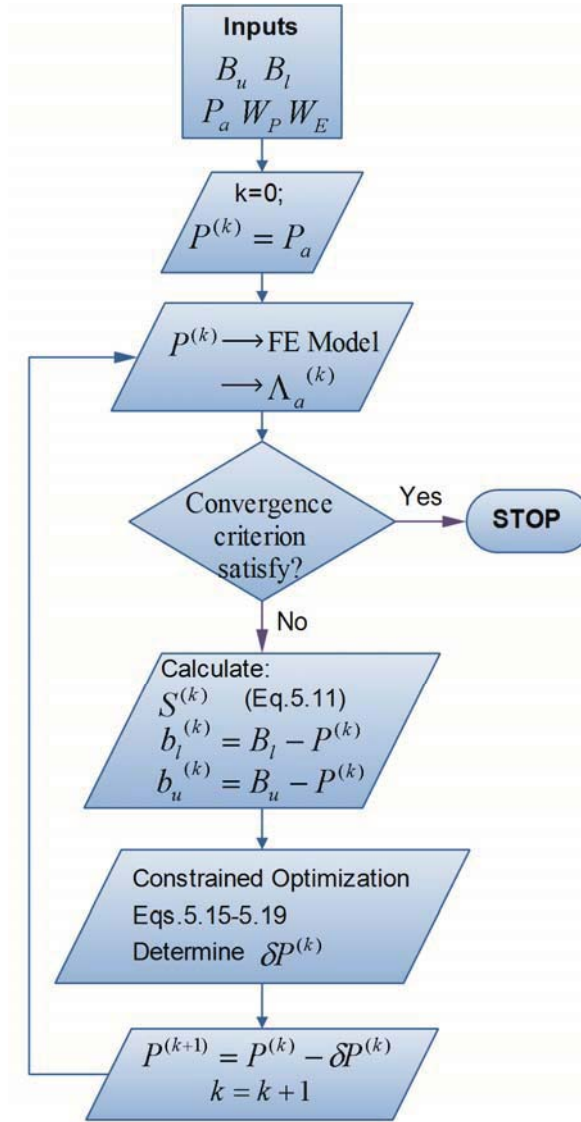 Inputs
B_u B_l
P_a W_P W_E
k=0;
P^(k) = P_a
P^(k) ⟶ FE Model
⟶ Λ_a^(k)
Convergence
criterion
satisfy?
Yes
STOP
No
Calculate:
S^(k) (Eq.5.11)
b_l^(k) = B_l − P^(k)
b_u^(k) = B_u − P^(k)
Constrained Optimization
Eqs.5.15-5.19
Determine δP^(k)
P^(k+1) = P^(k) − δP^(k)
k = k + 1